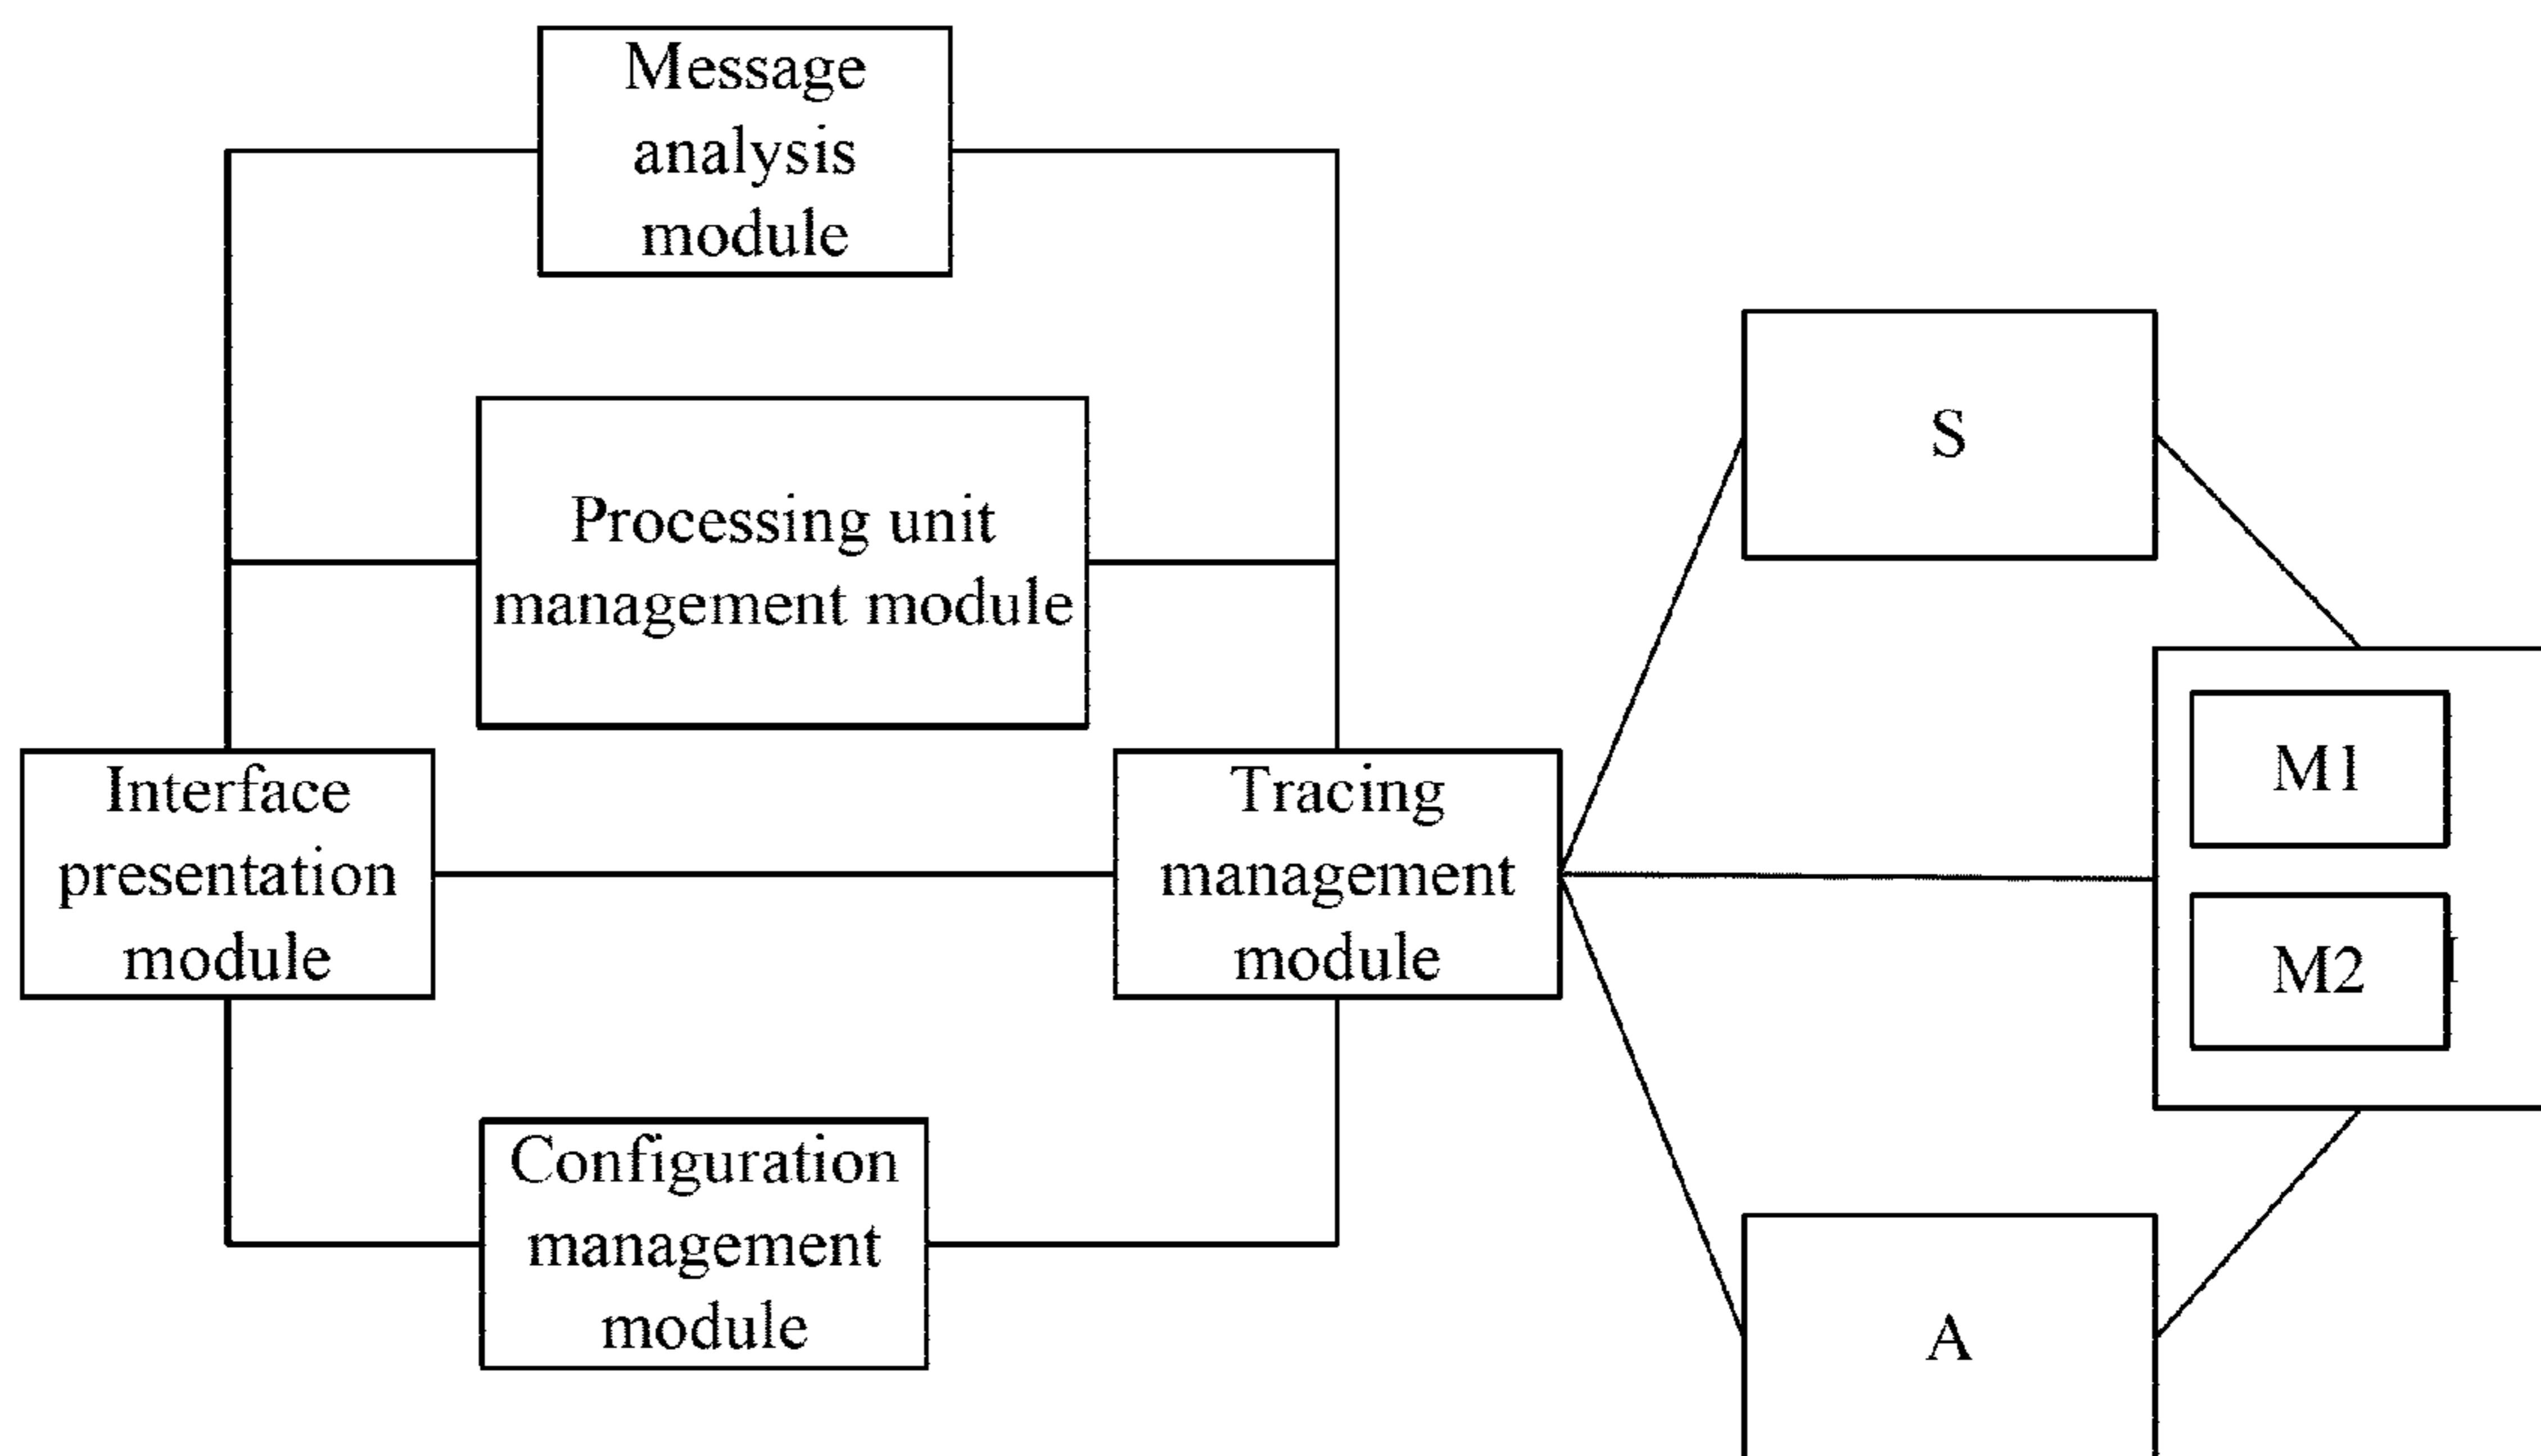 Message
analysis
module
Processing unit
management module
Interface
presentation
module
Tracing
management
module
Configuration
management
module
S
M1
M2
A